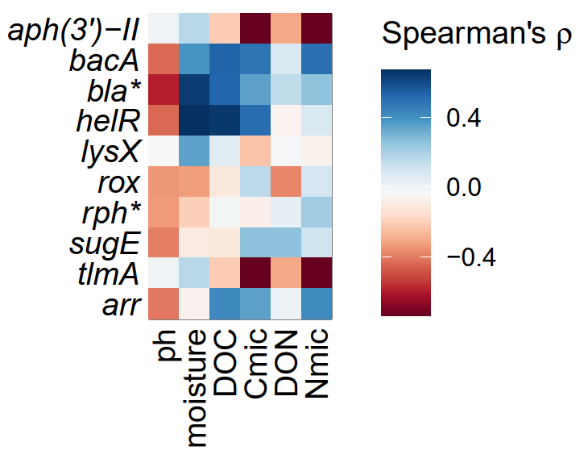 aph(3')−II
bacA
bla*
helR
lysX
rox
rph*
sugE
tlmA
arr
ph
moisture
DOC
Cmic
DON
Nmic
Spearman's ρ
0.4
0.0
−0.4